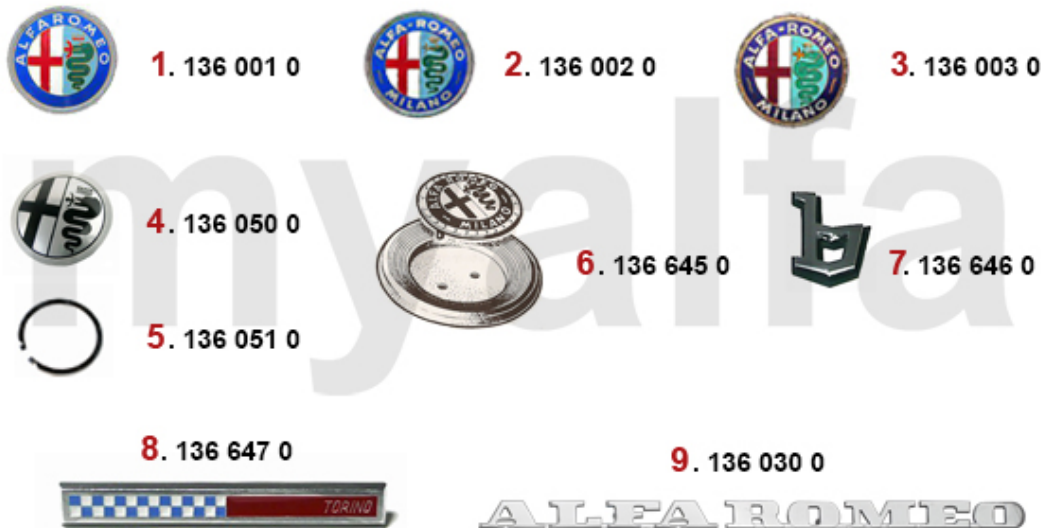 ALFA ROMEO
1. 136 001 0
ALFA-ROMEO
MILANO
2. 136 002 0
ALFA-ROMEO
MILANO
3. 136 003 0
myalfa
4. 136 050 0
ALFA ROMEO
MILANO
6. 136 645 0
b
7. 136 646 0
5. 136 051 0
8. 136 647 0
TORINO
9. 136 030 0
ALFA ROMEO